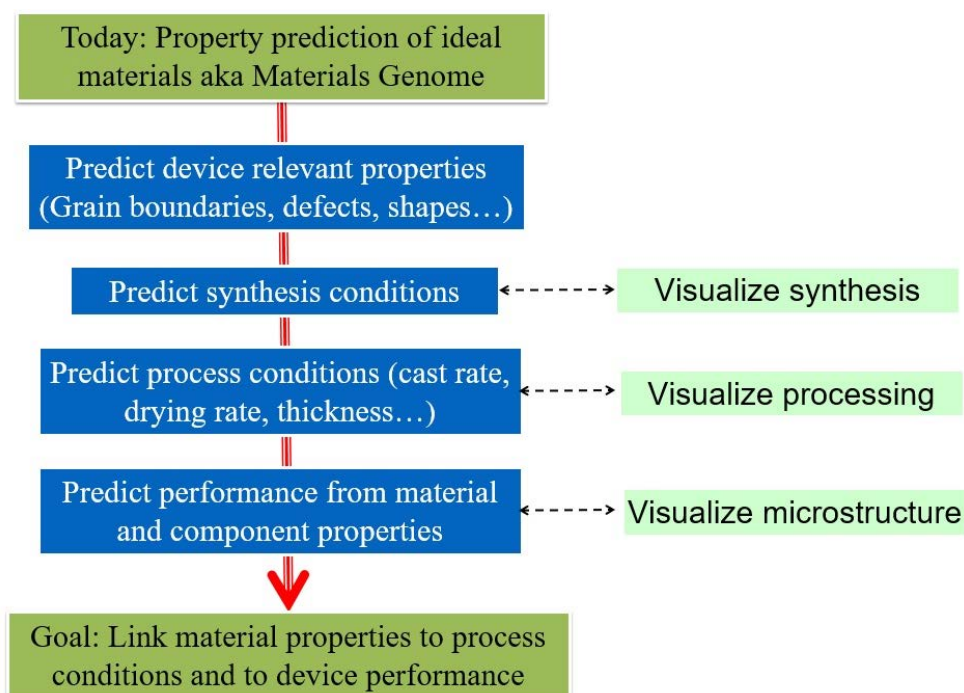 Today: Property prediction of ideal
materials aka Materials Genome
Predict device relevant properties
(Grain boundaries, defects, shapes…)
Predict synthesis conditions
Visualize synthesis
Predict process conditions (cast rate,
drying rate, thickness…)
Visualize processing
Predict performance from material
and component properties
Visualize microstructure
Goal: Link material properties to process
conditions and to device performance